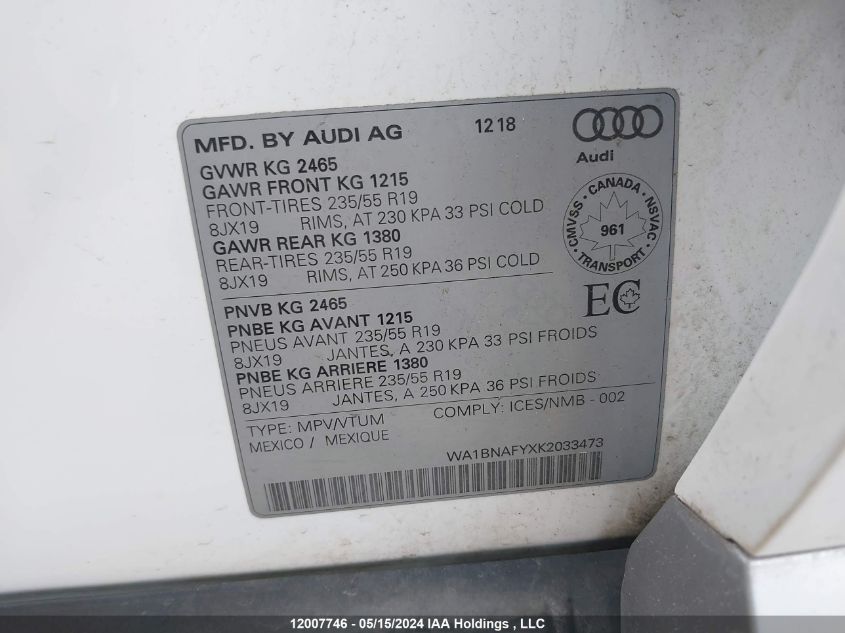 MFD. BY AUDI AG 12 18
Audi
GVWR KG 2465
GAWR FRONT KG 1215
FRONT-TIRES 235/55 R19
8JX19 RIMS, AT 230 KPA 33 PSI COLD
GAWR REAR KG 1380
REAR-TIRES 235/55 R19
8JX19 RIMS, AT 250 KPA 36 PSI COLD
CMVSS - CANADA - NSVAC
961
TRANSPORT
PNVB KG 2465
PNBE KG AVANT 1215
PNEUS AVANT 235/55 R19
8JX19 JANTES, A 230 KPA 33 PSI FROIDS
PNBE KG ARRIERE 1380
PNEUS ARRIERE 235/55 R19
8JX19 JANTES, A 250 KPA 36 PSI FROIDS
EC
TYPE: MPV/VTUM COMPLY: ICES/NMB - 002
MEXICO / MEXIQUE
WA1BNAFYXK2033473
12007746 - 05/15/2024 IAA Holdings , LLC